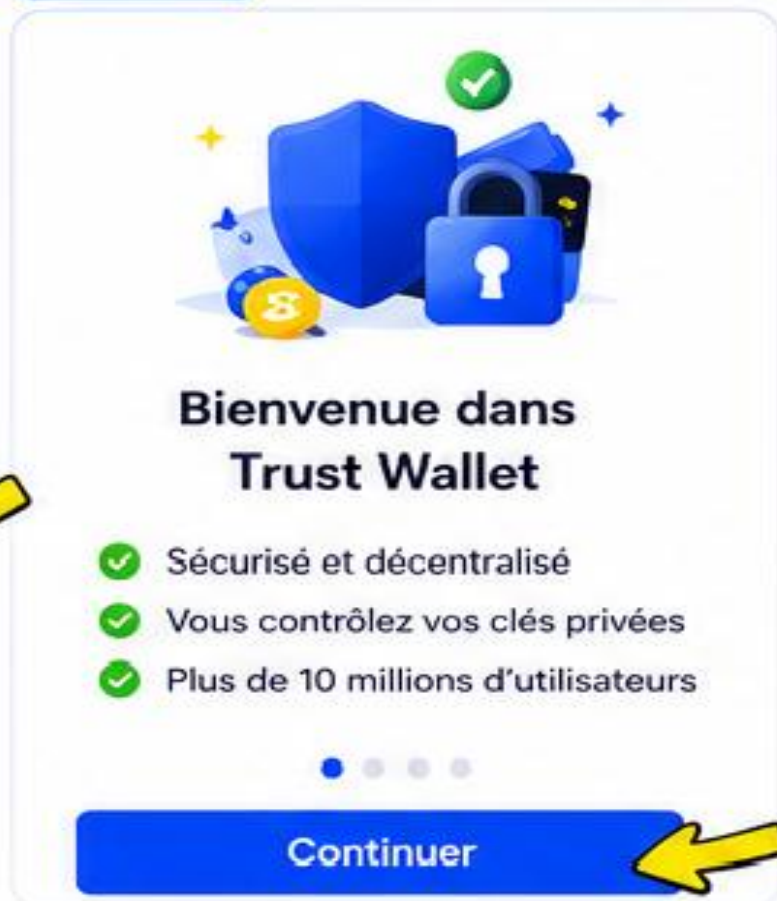 Bienvenue dans
Trust Wallet
Sécurisé et décentralisé
Vous contrôlez vos clés privées
Plus de 10 millions d'utilisateurs
Continuer